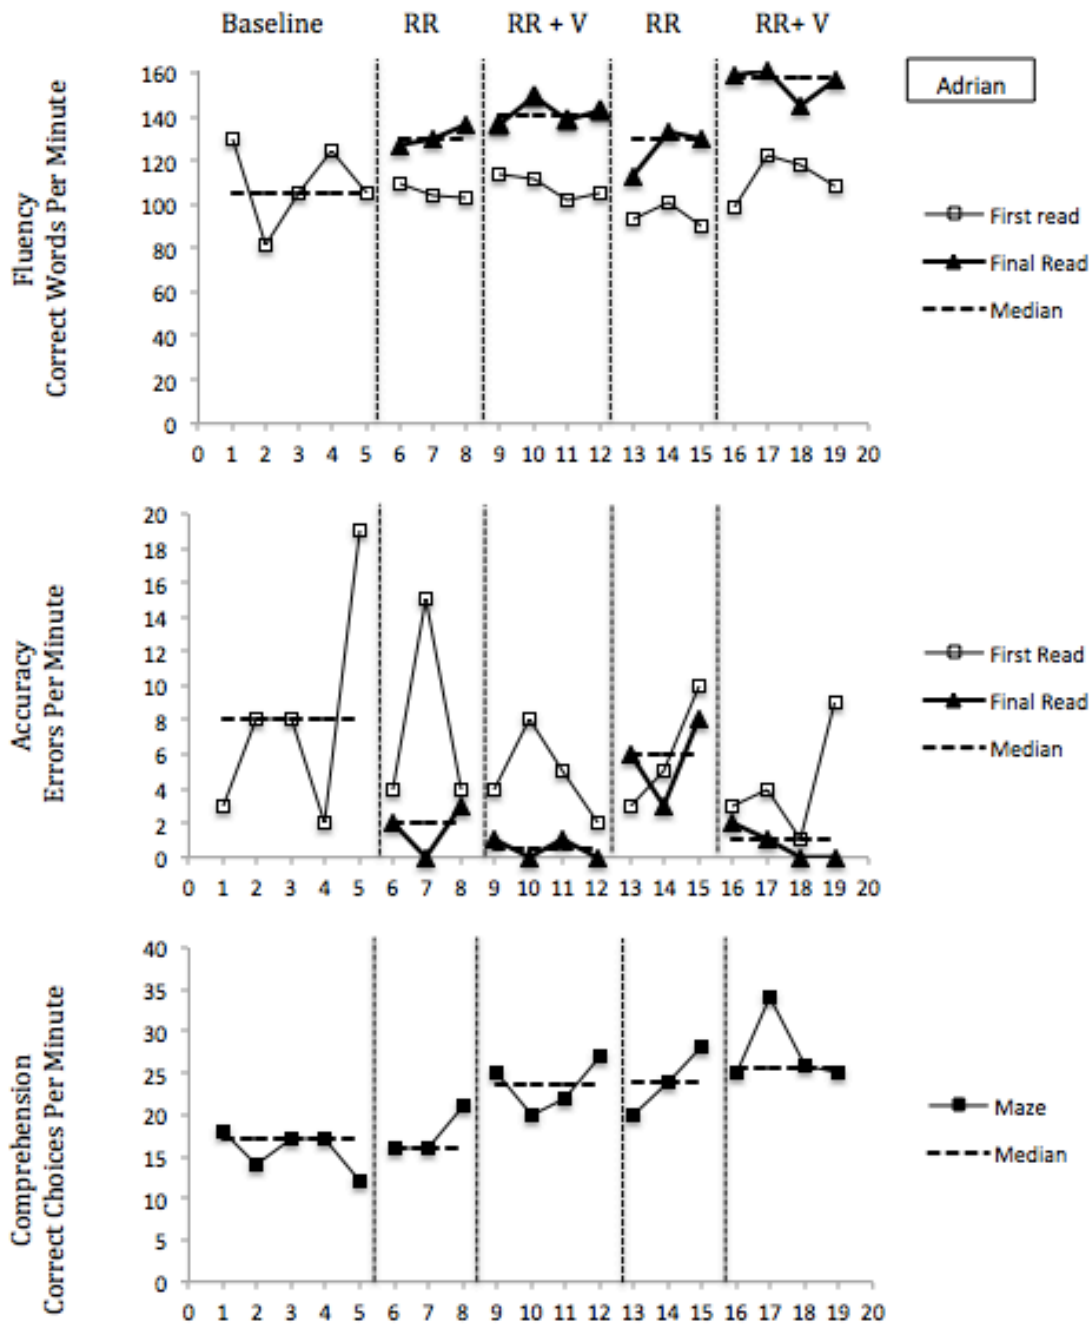 Baseline RR RR + V RR RR+ V
Adrian
Fluency
Correct Words Per Minute
160
140
120
100
80
60
40
20
0
0 1 2 3 4 5 6 7 8 9 10 11 12 13 14 15 16 17 18 19 20
First read
Final Read
Median
Accuracy
Errors Per Minute
20
18
16
14
12
10
8
6
4
2
0
0 1 2 3 4 5 6 7 8 9 10 11 12 13 14 15 16 17 18 19 20
First Read
Final Read
Median
Comprehension
Correct Choices Per Minute
40
35
30
25
20
15
10
5
0
0 1 2 3 4 5 6 7 8 9 10 11 12 13 14 15 16 17 18 19 20
Maze
Median